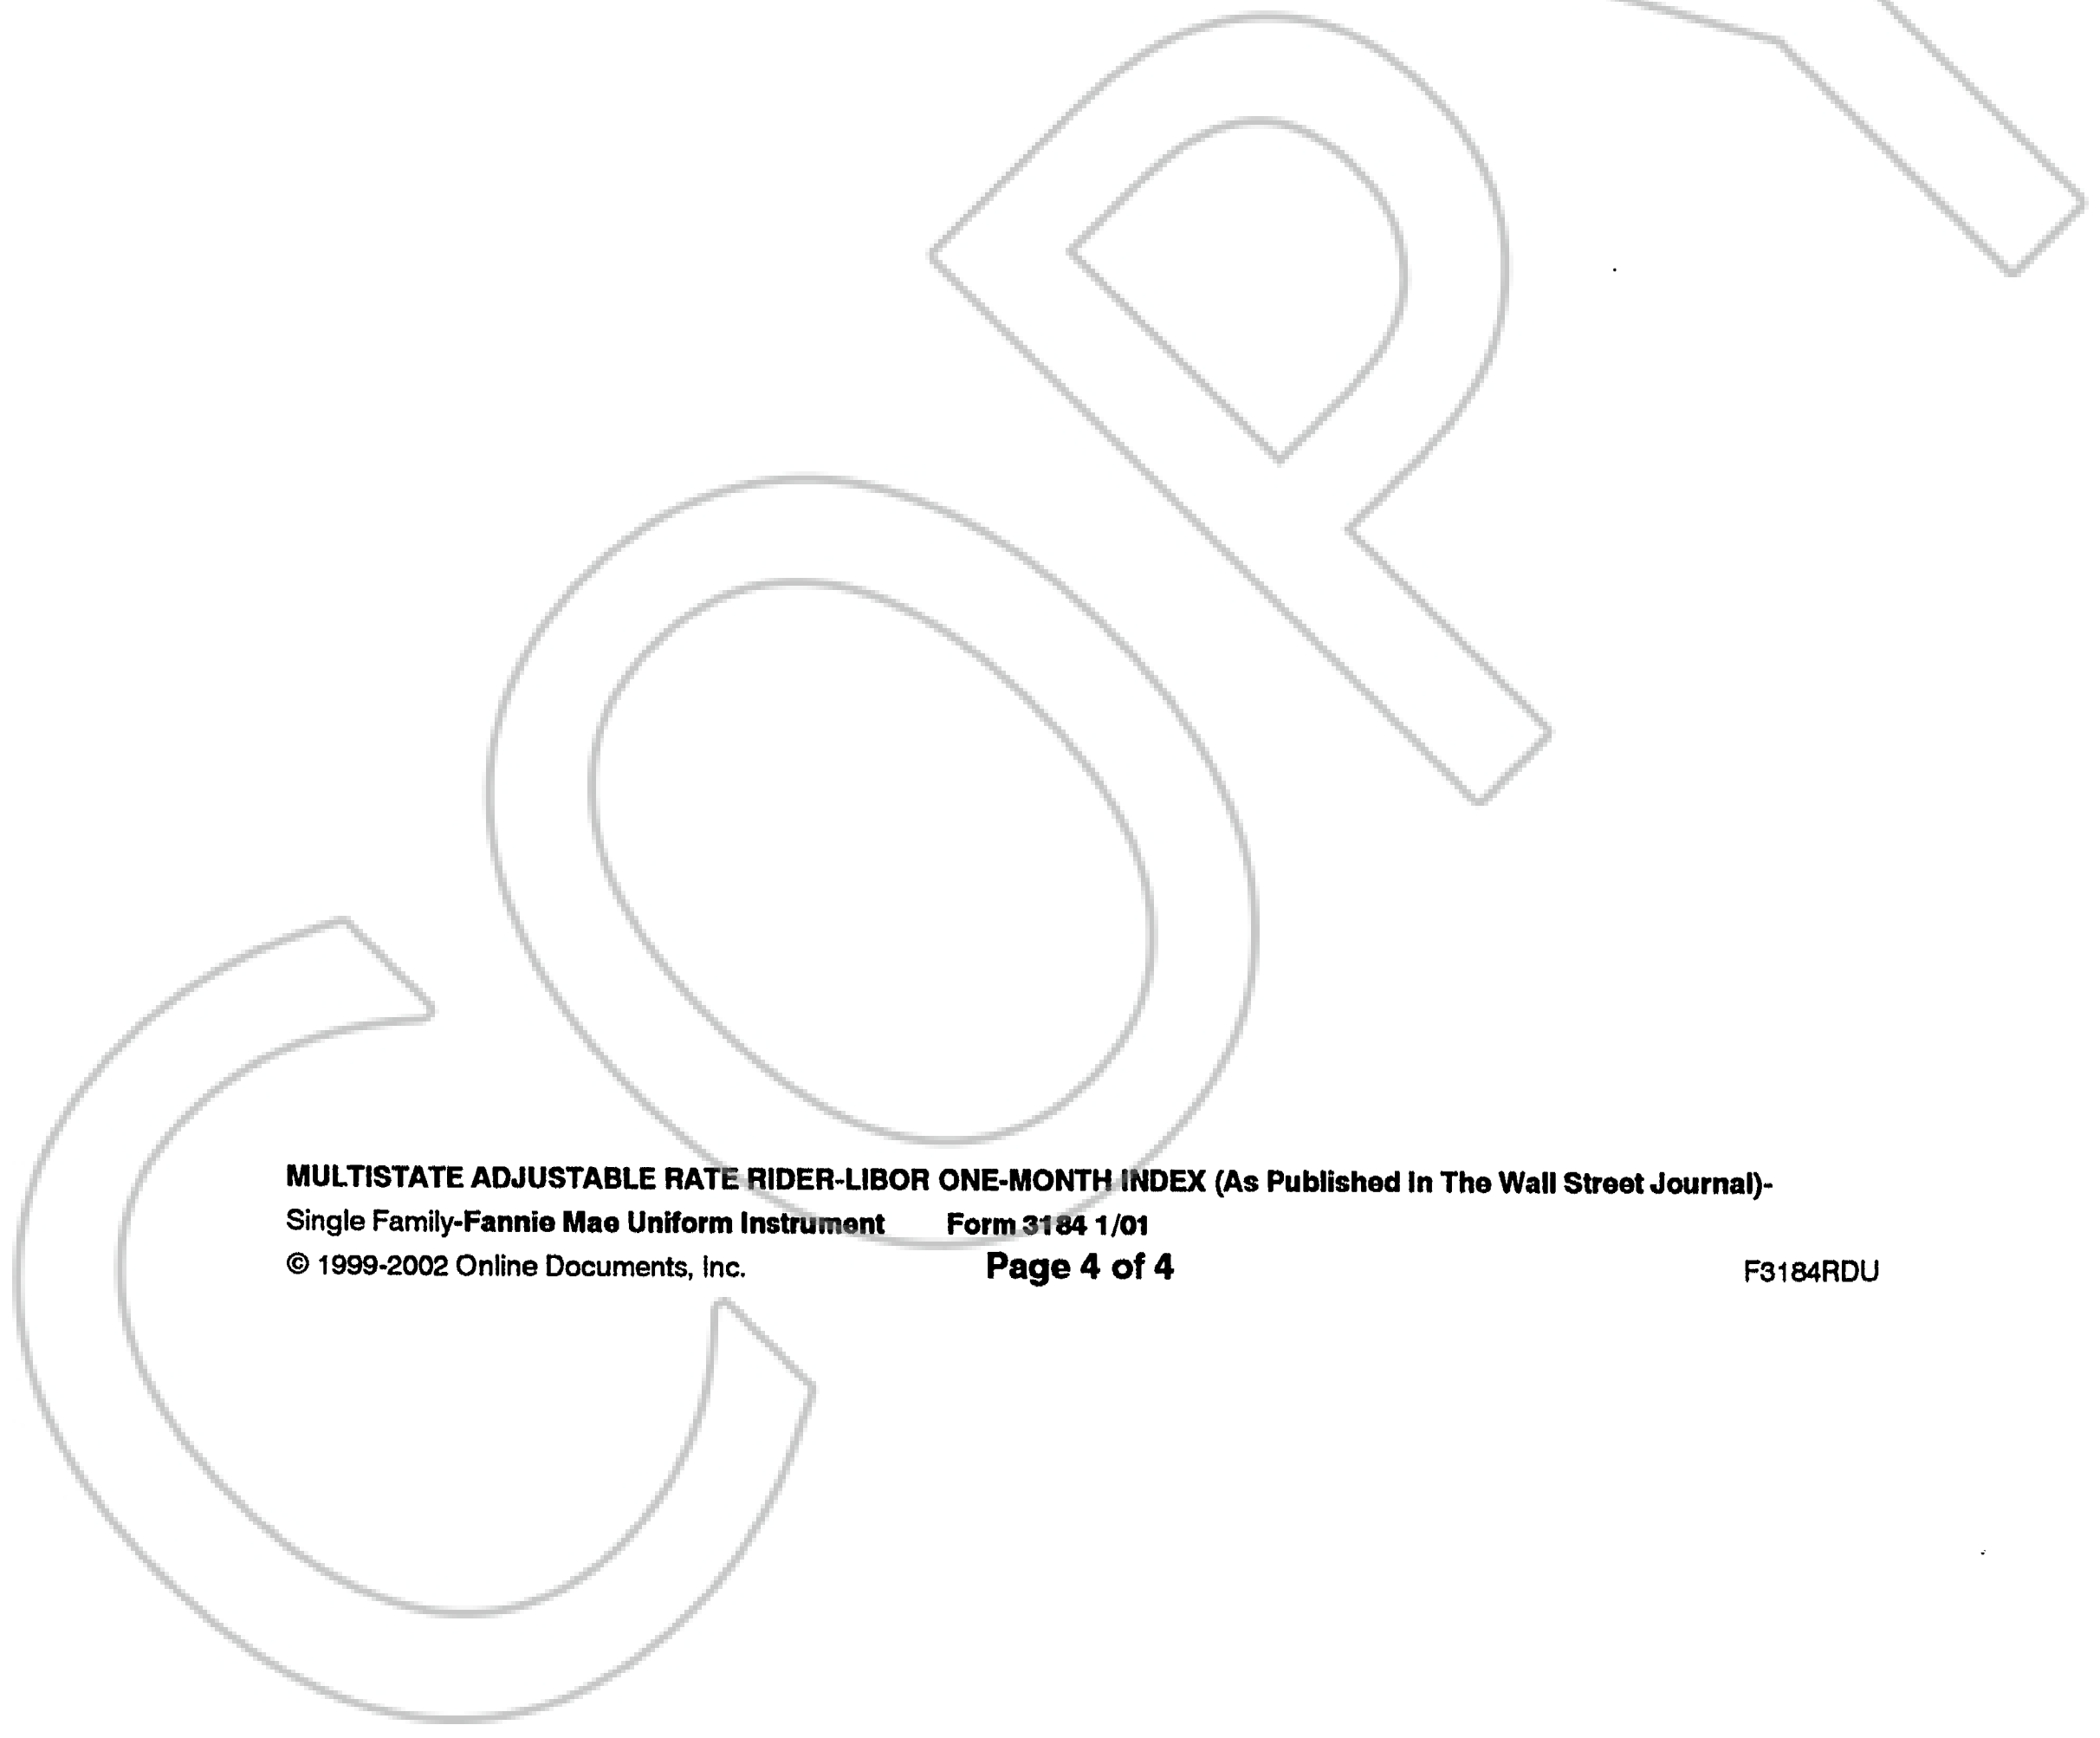 COPY
MULTISTATE ADJUSTABLE RATE RIDER-LIBOR ONE-MONTH INDEX (As Published In The Wall Street Journal)-
Single Family-Fannie Mae Uniform Instrument Form 3184 1/01
© 1999-2002 Online Documents, Inc. Page 4 of 4 F3184RDU